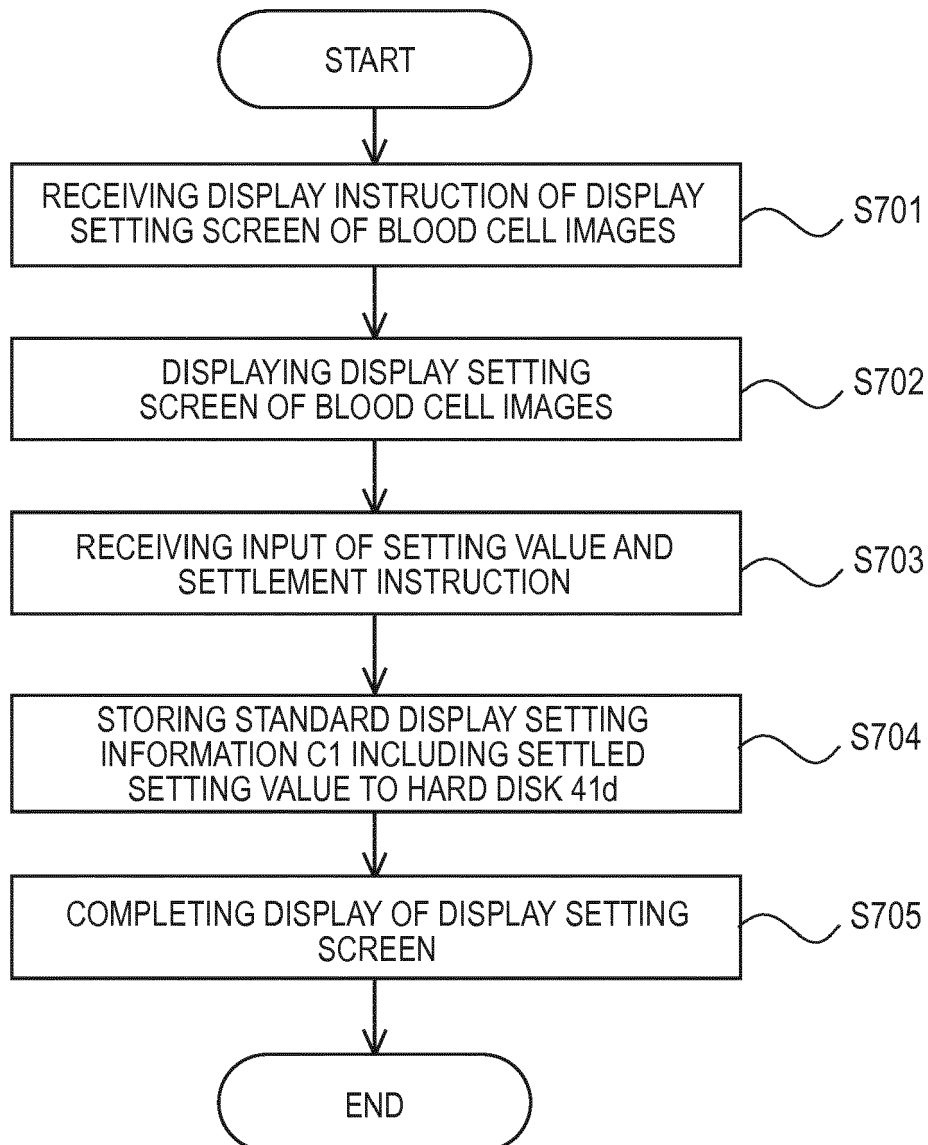 START
RECEIVING DISPLAY INSTRUCTION OF DISPLAY
SETTING SCREEN OF BLOOD CELL IMAGES
S701
DISPLAYING DISPLAY SETTING
SCREEN OF BLOOD CELL IMAGES
S702
RECEIVING INPUT OF SETTING VALUE AND
SETTLEMENT INSTRUCTION
S703
STORING STANDARD DISPLAY SETTING
INFORMATION C1 INCLUDING SETTLED
SETTING VALUE TO HARD DISK 41d
S704
COMPLETING DISPLAY OF DISPLAY SETTING
SCREEN
S705
END